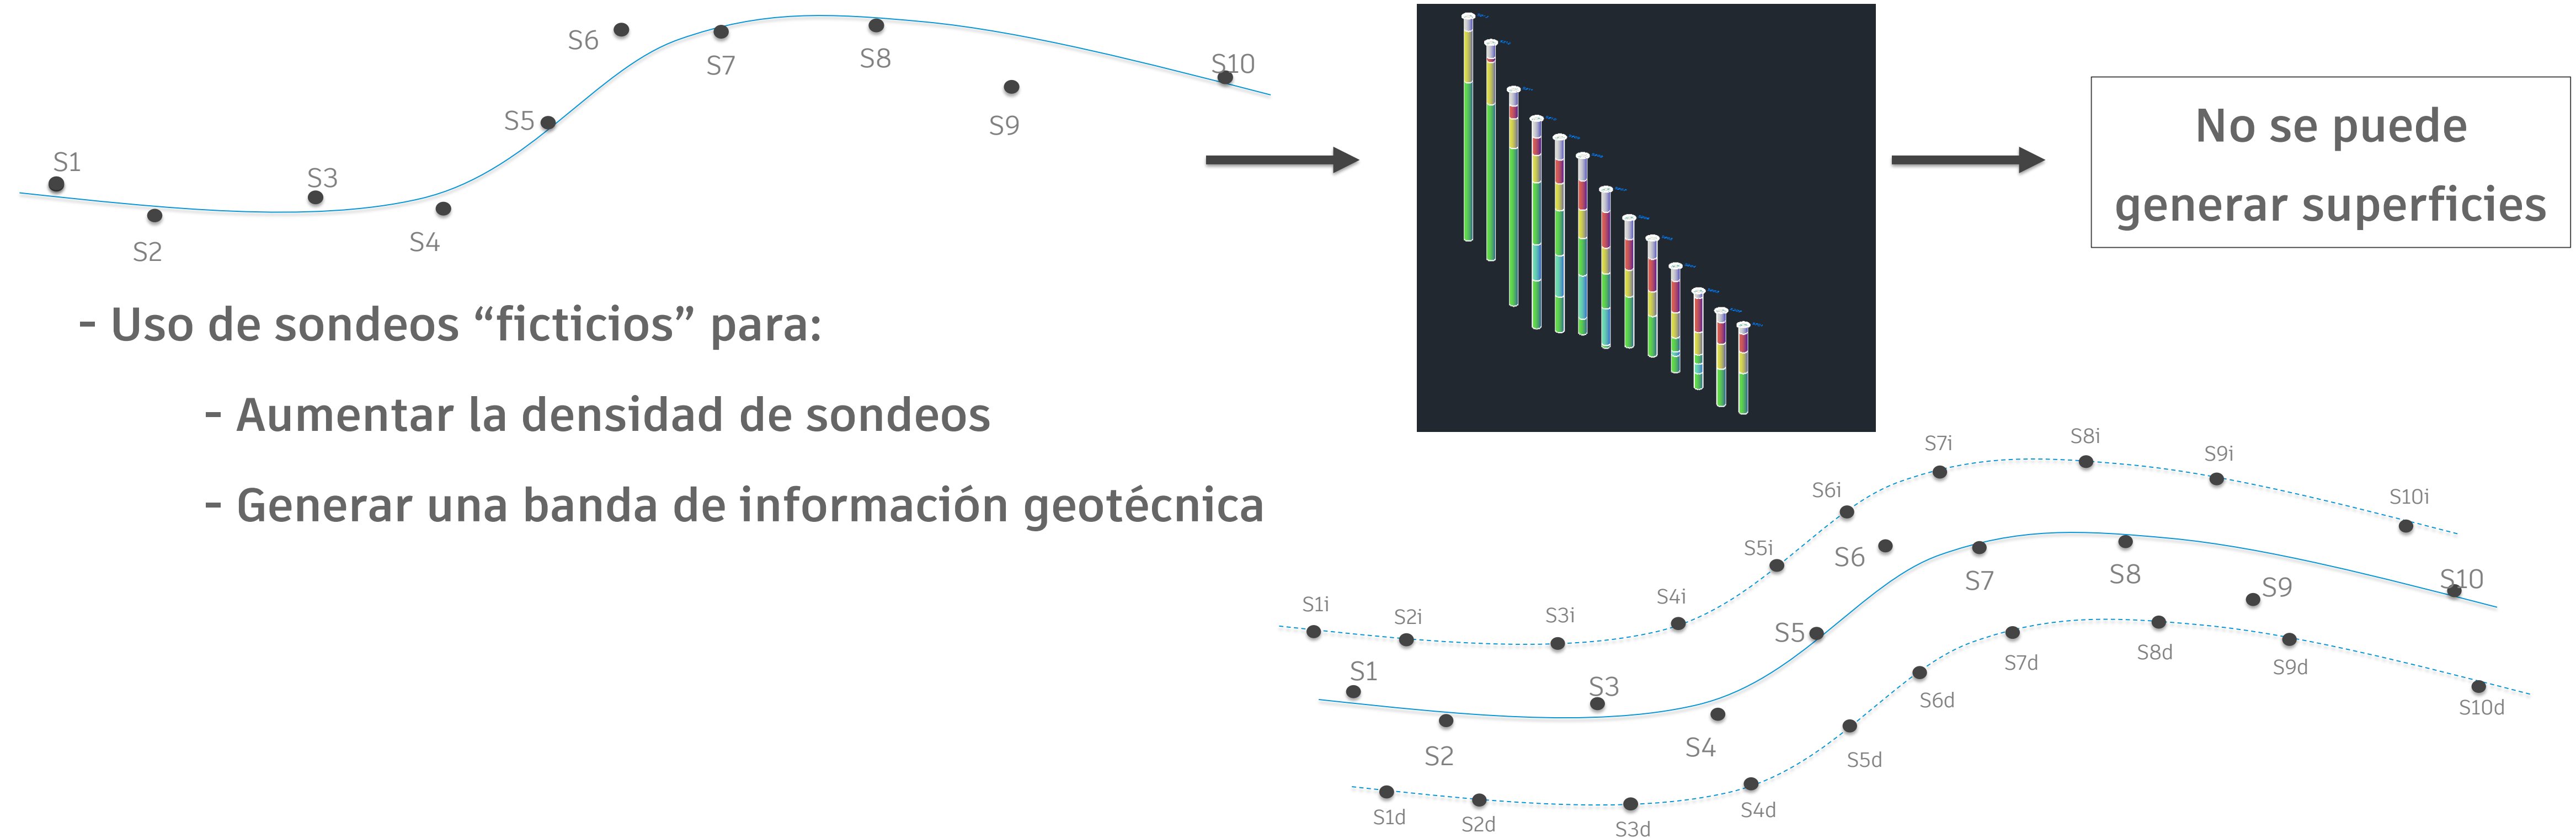 S1
S2
S3
S4
S5
S6
S7
S8
S9
S10
No se puede
generar superficies
- Uso de sondeos “ficticios” para:
- Aumentar la densidad de sondeos
- Generar una banda de información geotécnica
S1i
S2i
S3i
S4i
S5i
S6i
S7i
S8i
S9i
S10i
S1
S2
S3
S4
S5
S6
S7
S8
S9
S10
S1d
S2d
S3d
S4d
S5d
S6d
S7d
S8d
S9d
S10d